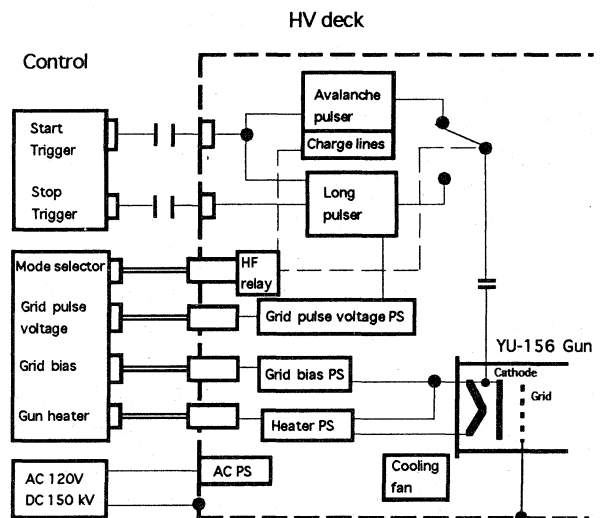 HV deck
Control
Start
Trigger
Stop
Trigger
Avalanche
pulser
Charge lines
Long
pulser
Mode selector
HF
relay
Grid pulse
voltage
Grid pulse voltage PS
Grid bias
Grid bias PS
Gun heater
Heater PS
YU-156 Gun
Cathode
Grid
AC 120V
DC 150 kV
AC PS
Cooling
fan